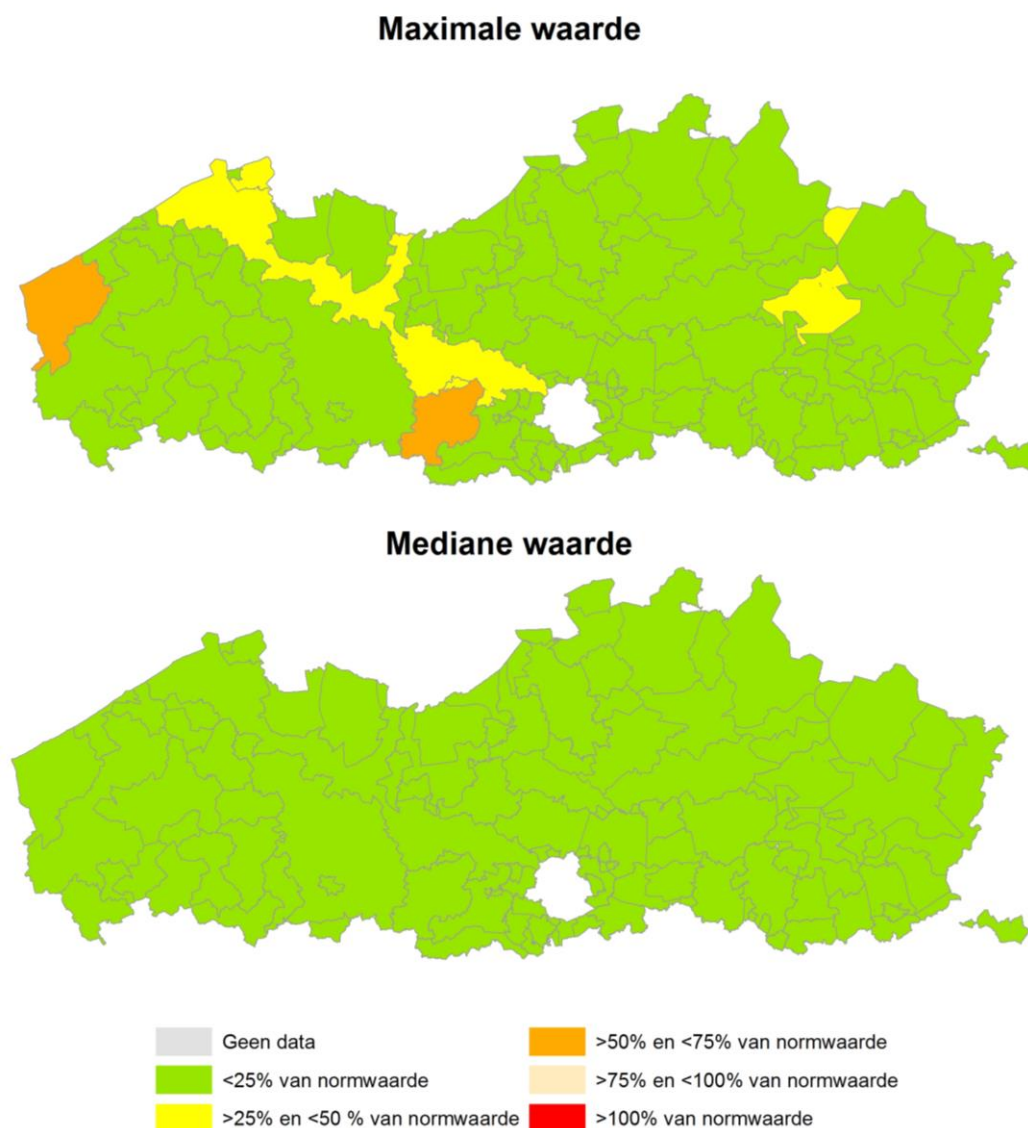 Maximale waarde
Mediane waarde
Geen data
<25% van normwaarde
>25% en <50 % van normwaarde
>50% en <75% van normwaarde
>75% en <100% van normwaarde
>100% van normwaarde